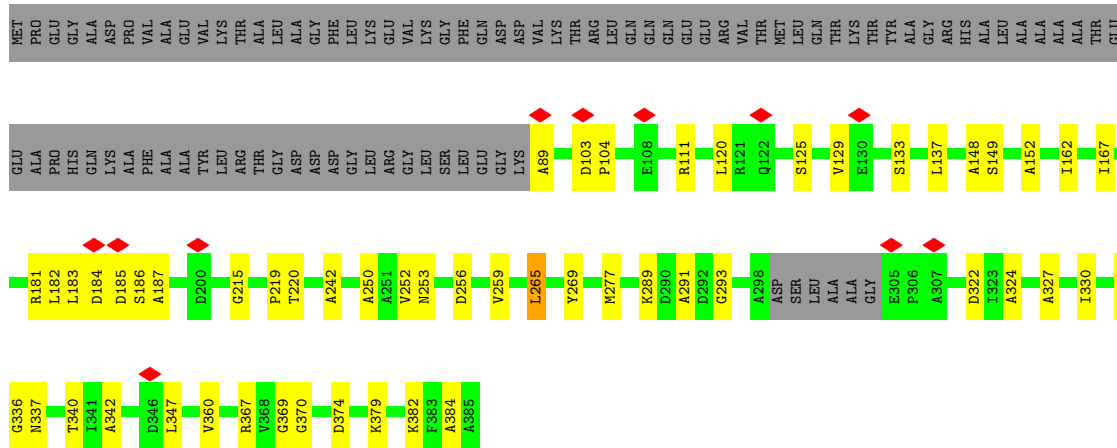 MET PRO GLU GLY ALA ASP PRO VAL ALA GLU VAL LYS THR ALA LEU ALA GLY PHE LEU LYS GLU VAL LYS GLY PHE GLN ASP ASP VAL LYS THR ARG LEU GLN GLN GLN GLU GLU ARG VAL THR MET LEU GLN THR LYS THR TYR ALA GLY ARG HIS ALA LEU ALA ALA ALA ALA THR GLU
GLU ALA PRO HIS GLN LYS ALA PHE ALA ALA TYR LEU ARG THR GLY ASP ASP ASP GLY LEU ARG GLY LEU SER LEU GLU GLY LYS A89 D103 P104 E108 R111 L120 R121 Q122 S125 V129 E130 S133 L137 A148 S149 A152 I162 I167
R181 L182 L183 D184 D185 S186 A187 D200 G215 P219 T220 A242 A250 A251 V252 N253 D256 V259 L265 Y269 M277 K289 D290 A291 D292 G293 A298 ASP SER LEU ALA ALA GLY E305 P306 A307 D322 I323 A324 A327 I330
G336 N337 T340 I341 A342 D346 L347 V360 R367 V368 G369 G370 D374 K379 K382 F383 A384 A385